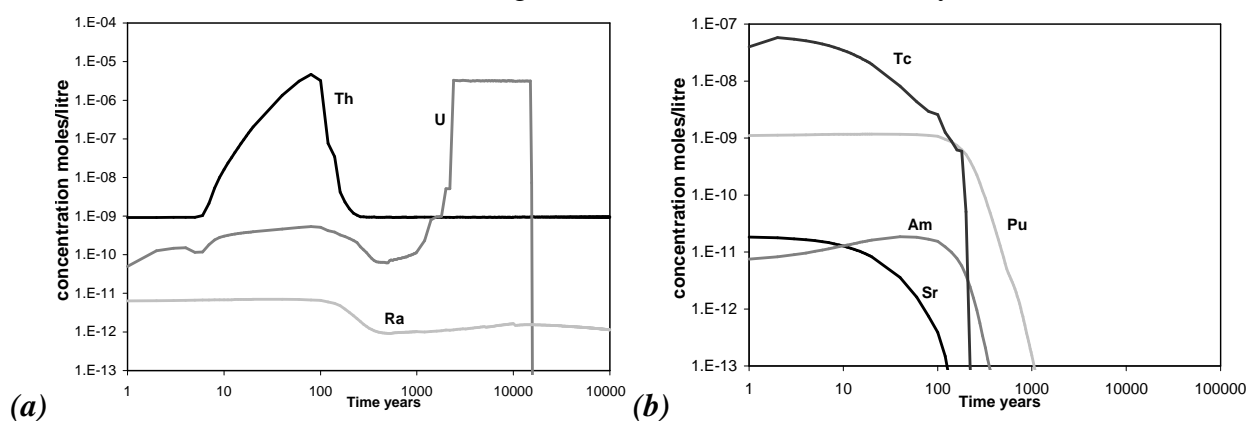 1.E-04
1.E-05
1.E-06
1.E-07
1.E-08
1.E-09
1.E-10
1.E-11
1.E-12
1.E-13
concentration moles/litre
Th
U
Ra
1 10 100 1000 10000
Time years
(a)
1.E-07
1.E-08
1.E-09
1.E-10
1.E-11
1.E-12
1.E-13
concentration moles/litre
Tc
Am
Pu
Sr
1 10 100 1000 10000 100000
Time years
(b)